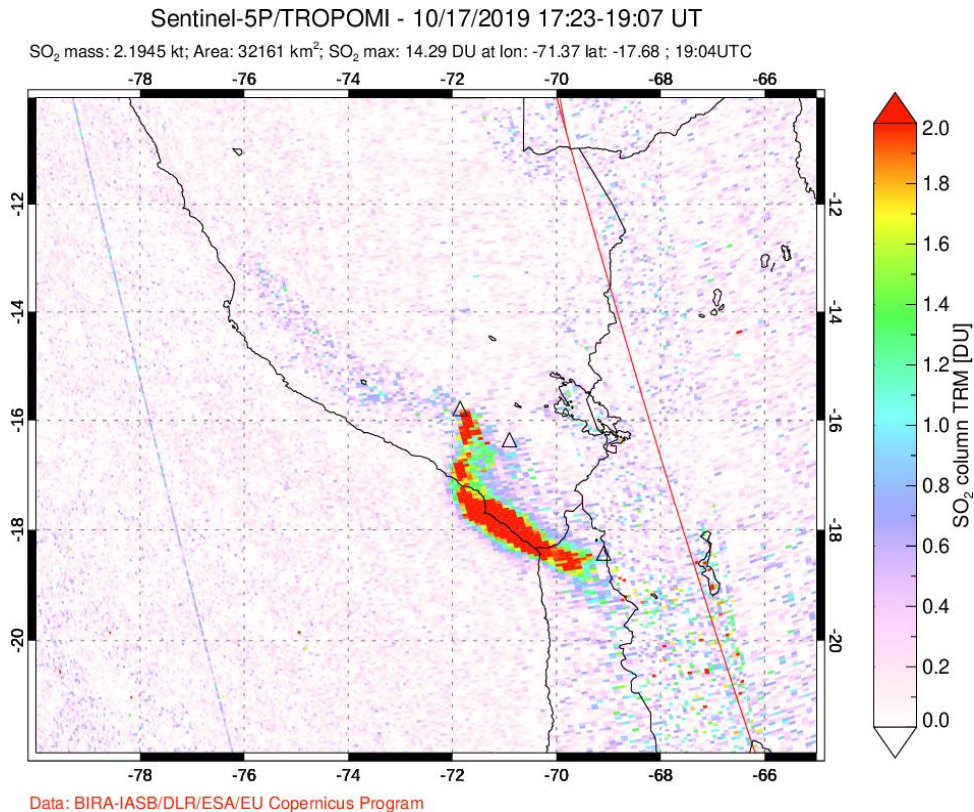 Sentinel-5P/TROPOMI - 10/17/2019 17:23-19:07 UT
SO₂ mass: 2.1945 kt; Area: 32161 km²; SO₂ max: 14.29 DU at lon: -71.37 lat: -17.68 ; 19:04UTC
-78 -76 -74 -72 -70 -68 -66
-12 -12
-14 -14
-16 -16
-18 -18
-20 -20
-78 -76 -74 -72 -70 -68 -66
2.0
1.8
1.6
1.4
1.2
1.0
0.8
0.6
0.4
0.2
0.0
SO₂ column TRM [DU]
Data: BIRA-IASB/DLR/ESA/EU Copernicus Program